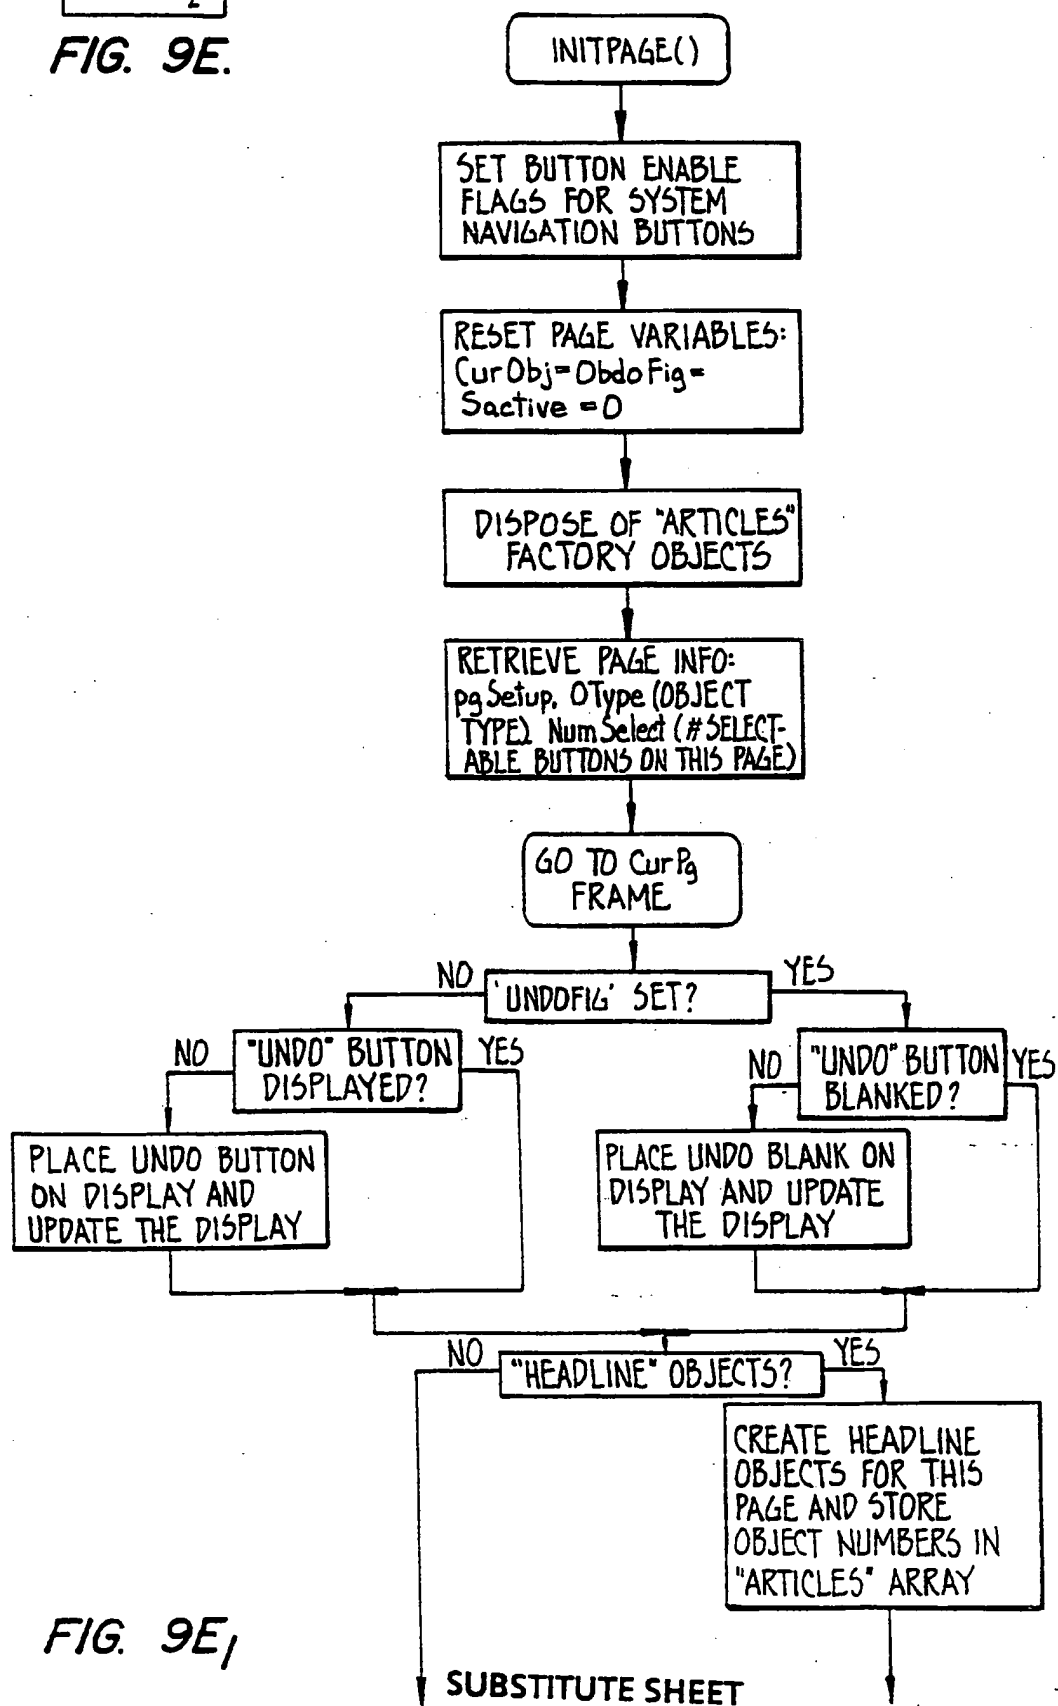 2
FIG. 9E.
INITPAGE()
SET BUTTON ENABLE
FLAGS FOR SYSTEM
NAVIGATION BUTTONS
RESET PAGE VARIABLES:
CurObj=ObdoFig=
Sactive=0
DISPOSE OF "ARTICLES"
FACTORY OBJECTS
RETRIEVE PAGE INFO:
pgSetup, OType (OBJECT
TYPE) NumSelect (#SELECT-
ABLE BUTTONS ON THIS PAGE)
GO TO CurPg
FRAME
NO
'UNDOFIG' SET?
YES
NO
"UNDO" BUTTON
DISPLAYED?
YES
NO
"UNDO" BUTTON
BLANKED?
YES
PLACE UNDO BUTTON
ON DISPLAY AND
UPDATE THE DISPLAY
PLACE UNDO BLANK ON
DISPLAY AND UPDATE
THE DISPLAY
NO
"HEADLINE" OBJECTS?
YES
CREATE HEADLINE
OBJECTS FOR THIS
PAGE AND STORE
OBJECT NUMBERS IN
"ARTICLES" ARRAY
FIG. 9E1
SUBSTITUTE SHEET